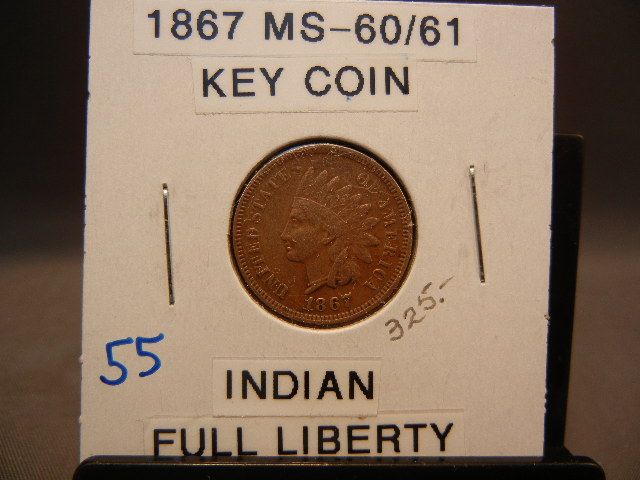 1867 MS-60/61
KEY COIN
UNITED STATES OF AMERICA
1867
325.-
55
INDIAN
FULL LIBERTY